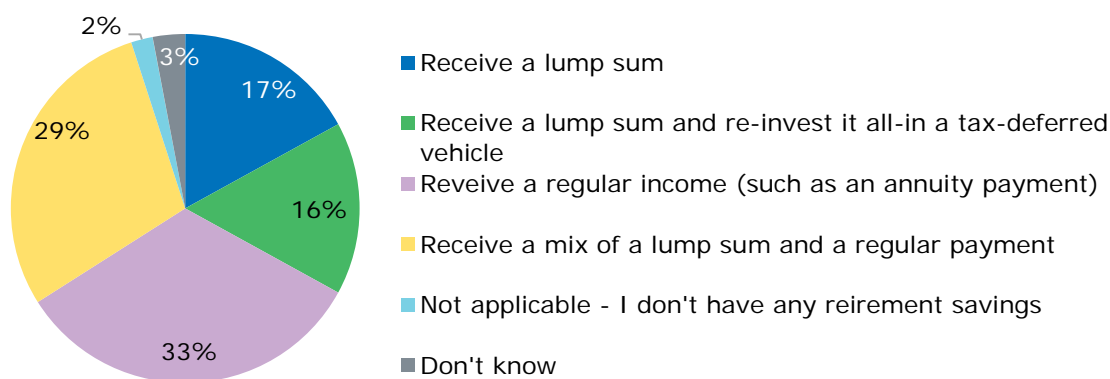 2%
3%
17%
29%
16%
33%
Receive a lump sum
Receive a lump sum and re-invest it all-in a tax-deferred
vehicle
Reveive a regular income (such as an annuity payment)
Receive a mix of a lump sum and a regular payment
Not applicable - I don't have any reirement savings
Don't know